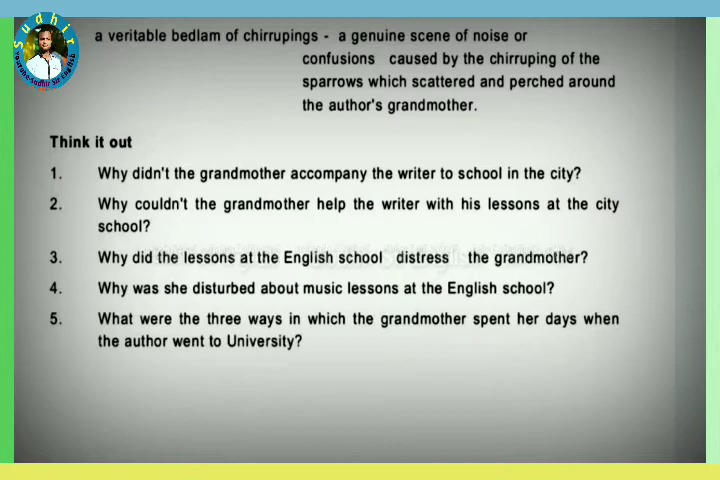 Sudhir
Youtube-Sudhir Sir English
a veritable bedlam of chirrupings - a genuine scene of noise or
confusions caused by the chirruping of the
sparrows which scattered and perched around
the author's grandmother.
Think it out
1. Why didn't the grandmother accompany the writer to school in the city?
2. Why couldn't the grandmother help the writer with his lessons at the city
school?
3. Why did the lessons at the English school distress the grandmother?
4. Why was she disturbed about music lessons at the English school?
5. What were the three ways in which the grandmother spent her days when
the author went to University?